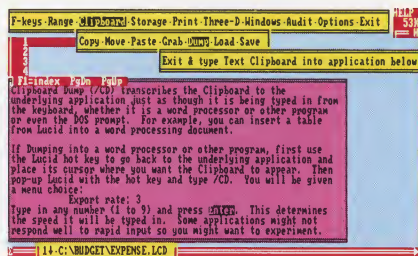 F-keys·Range·Clipboard·Storage·Print·Three-D·Windows·Audit·Options·Exit
HELP
53K
Copy·Move·Paste·Grab·Dump·Load·Save
1
2
3
4
Exit & type Text Clipboard into application below
F1=index PgDn PgUp
Clipboard Dump (/CD) transcribes the Clipboard to the
underlying application just as though it is being typed in from
the keyboard, whether it is a word processor or other program
or even the DOS prompt. For example, you can insert a table
from Lucid into a word processing document.
If Dumping into a word processor or other program, first use
the Lucid hot key to go back to the underlying application and
place its cursor where you want the Clipboard to appear. Then
pop-up Lucid with the hot key and type /CD. You will be given
a menu choice:
Export rate: 3
Type in any number (1 to 9) and press Enter. This determines
the speed it will be typed in. Some applications might not
respond well to rapid input so you might want to experiment.
14·C:\BUDGET\EXPENSE.LCD